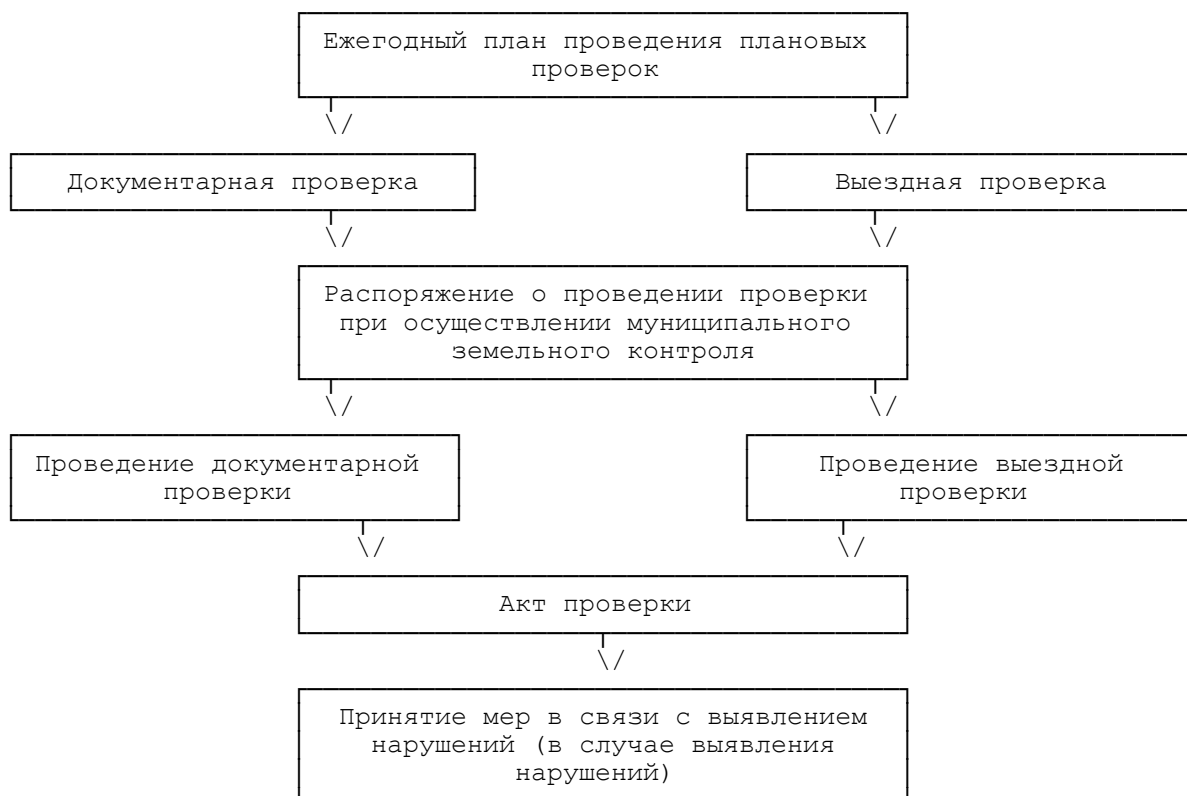 Ежегодный план проведения плановых
проверок
\/
\/
Документарная проверка
Выездная проверка
\/
\/
Распоряжение о проведении проверки
при осуществлении муниципального
земельного контроля
\/
\/
Проведение документарной
проверки
Проведение выездной
проверки
\/
\/
Акт проверки
\/
Принятие мер в связи с выявлением
нарушений (в случае выявления
нарушений)